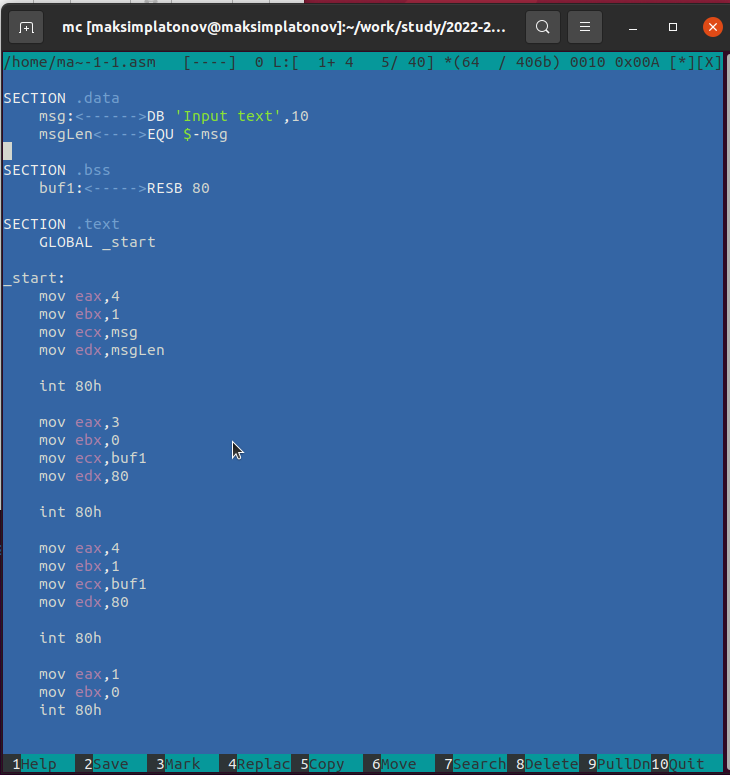 mc [maksimplatonov@maksimplatonov]:~/work/study/2022-2...
/home/ma~-1-1.asm   [----]  0 L:[  1+ 4   5/ 40] *(64  / 406b) 0010 0x00A [*][X]
SECTION .data
    msg:<------>DB 'Input text',10
    msgLen<---->EQU $-msg
SECTION .bss
    buf1:<----->RESB 80
SECTION .text
    GLOBAL _start
_start:
    mov eax,4
    mov ebx,1
    mov ecx,msg
    mov edx,msgLen
    int 80h
    mov eax,3
    mov ebx,0
    mov ecx,buf1
    mov edx,80
    int 80h
    mov eax,4
    mov ebx,1
    mov ecx,buf1
    mov edx,80
    int 80h
    mov eax,1
    mov ebx,0
    int 80h
1Help  2Save  3Mark  4Replac 5Copy  6Move  7Search 8Delete 9PullDn 10Quit